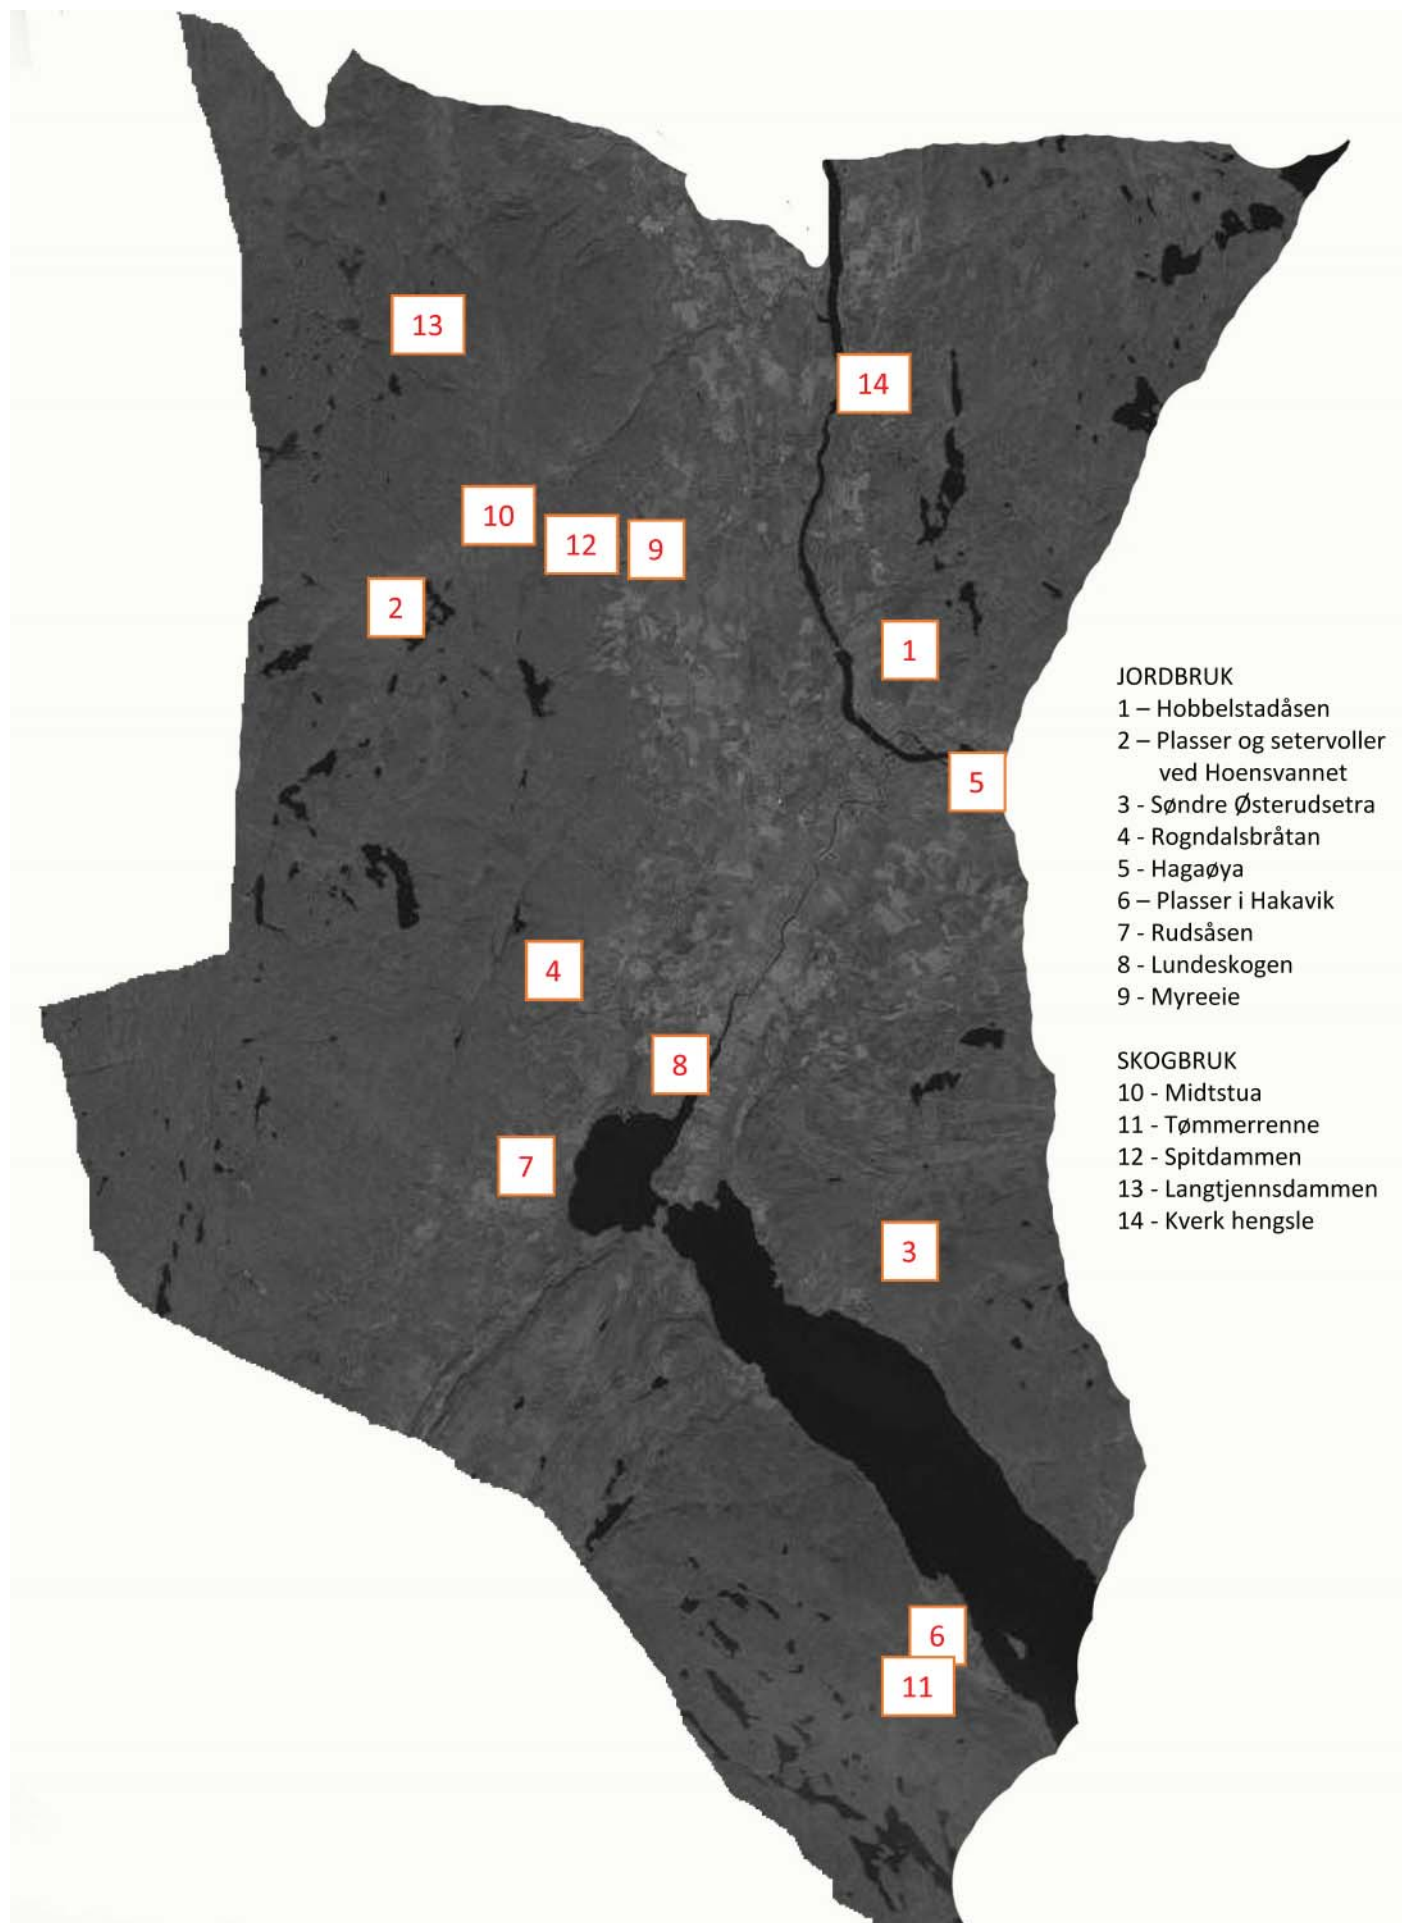 13
14
10
12
9
2
1
5
4
8
7
3
6
11
JORDBRUK
1 – Hobbelstadåsen
2 – Plasser og setervoller
ved Hoensvannet
3 - Søndre Østerudsetra
4 - Rogndalsbråtan
5 - Hagaøya
6 – Plasser i Hakavik
7 - Rudsåsen
8 - Lundeskogen
9 - Myreeie
SKOGBRUK
10 - Midtstua
11 - Tømmerrenne
12 - Spitdammen
13 - Langtjennsdammen
14 - Kverk hengsle